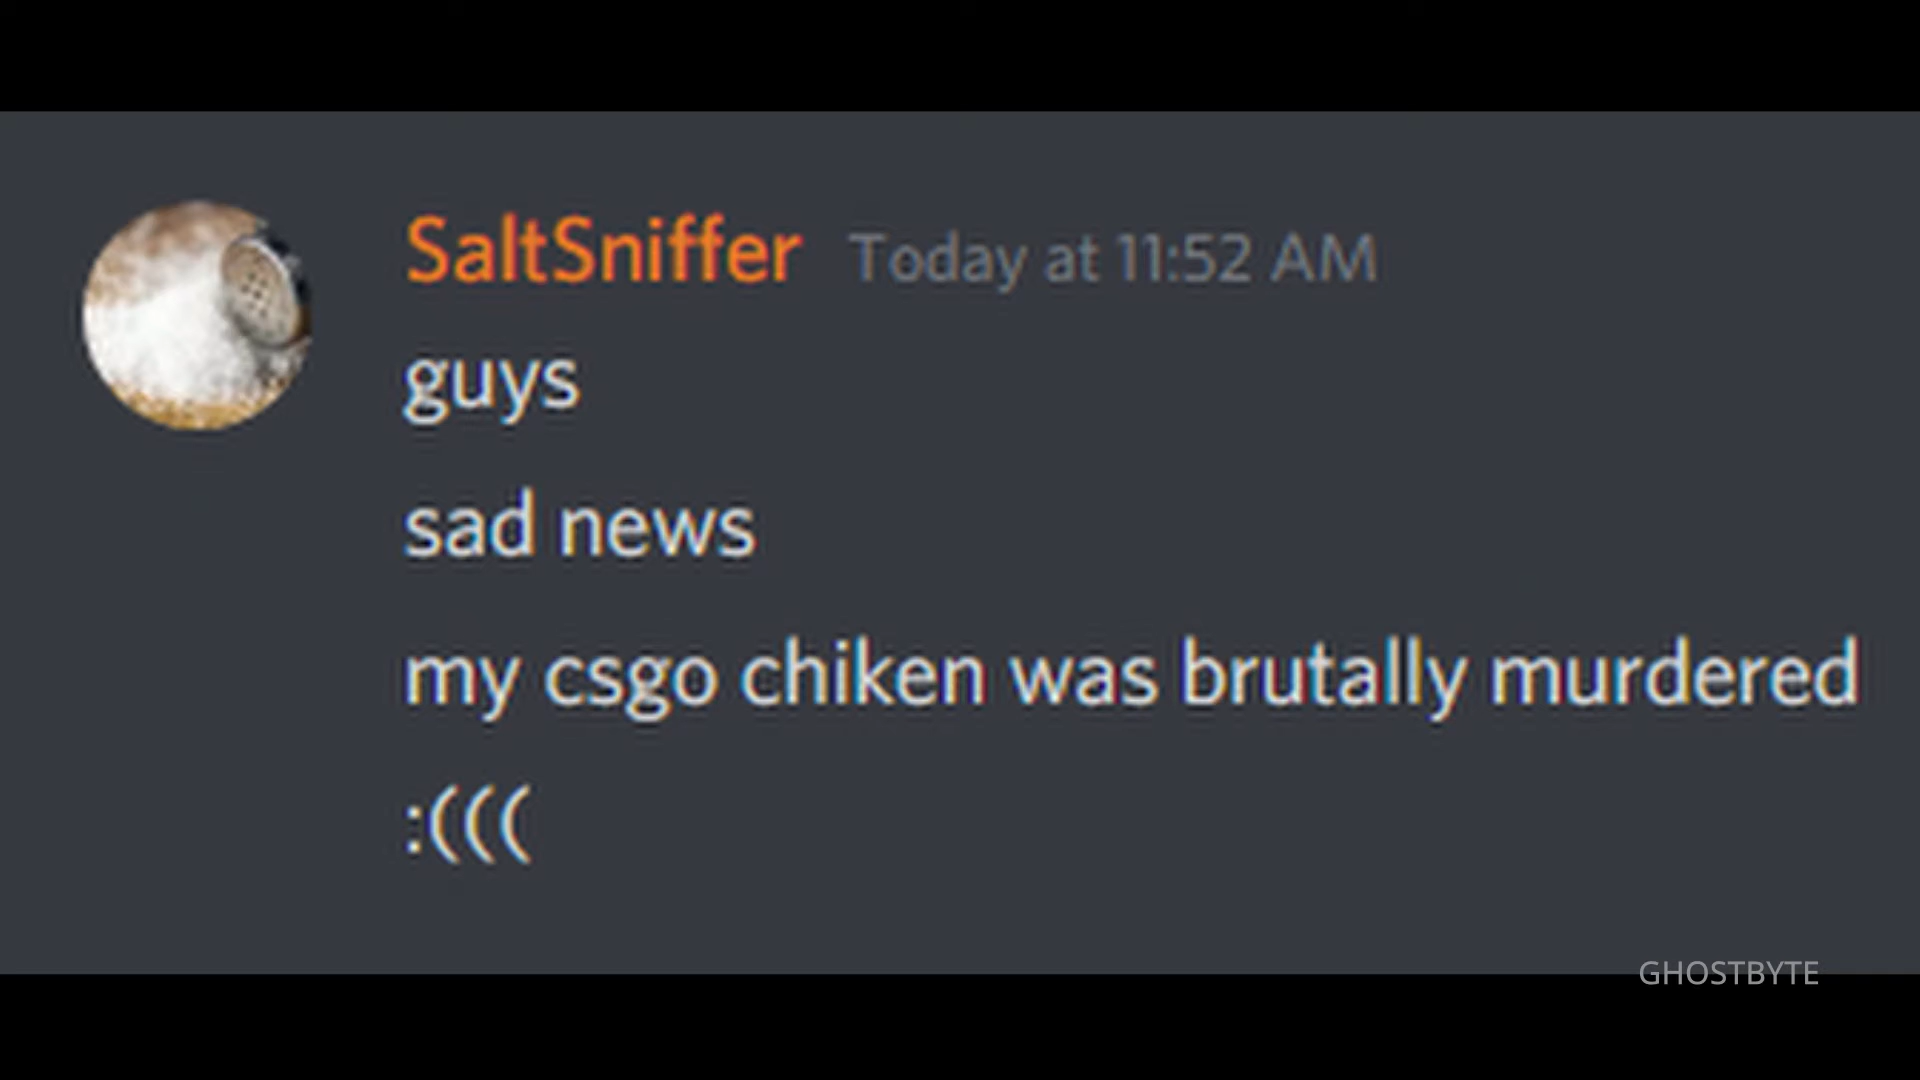 SaltSniffer Today at 11:52 AM
guys
sad news
my csgo chiken was brutally murdered
:(((
GHOSTBYTE